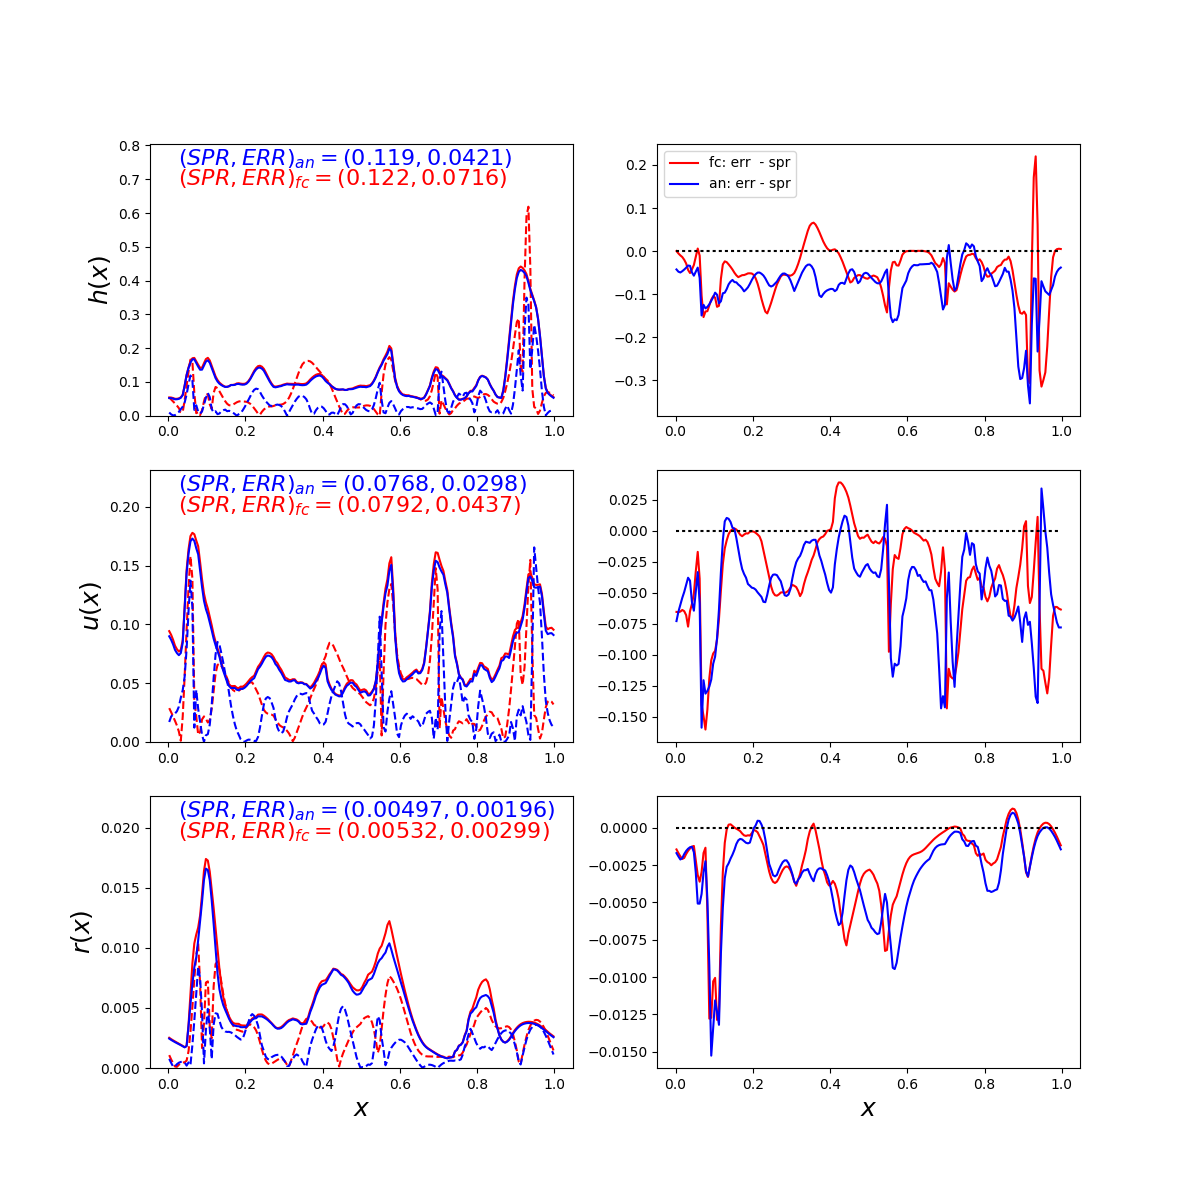 (SPR, ERR)an = (0.119, 0.0421)
(SPR, ERR)fc = (0.122, 0.0716)
h(x)
0.8
0.7
0.6
0.5
0.4
0.3
0.2
0.1
0.0
0.0 0.2 0.4 0.6 0.8 1.0
fc: err - spr
an: err - spr
0.2
0.1
0.0
−0.1
−0.2
−0.3
0.0 0.2 0.4 0.6 0.8 1.0
(SPR, ERR)an = (0.0768, 0.0298)
(SPR, ERR)fc = (0.0792, 0.0437)
u(x)
0.20
0.15
0.10
0.05
0.00
0.0 0.2 0.4 0.6 0.8 1.0
0.025
0.000
−0.025
−0.050
−0.075
−0.100
−0.125
−0.150
0.0 0.2 0.4 0.6 0.8 1.0
(SPR, ERR)an = (0.00497, 0.00196)
(SPR, ERR)fc = (0.00532, 0.00299)
r(x)
0.020
0.015
0.010
0.005
0.000
0.0 0.2 0.4 0.6 0.8 1.0
x
0.0000
−0.0025
−0.0050
−0.0075
−0.0100
−0.0125
−0.0150
0.0 0.2 0.4 0.6 0.8 1.0
x